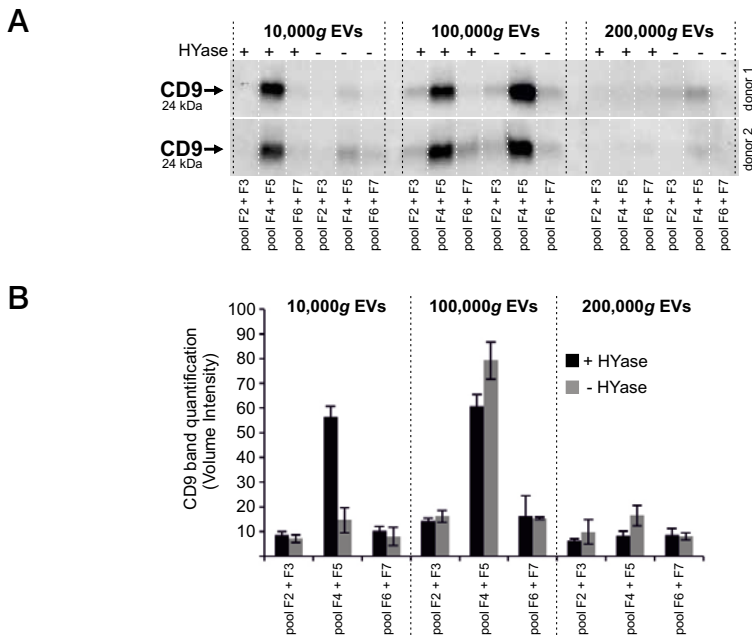 A
10,000g EVs 100,000g EVs 200,000g EVs
HYase + + + - - - + + + - - - + + + - - -
CD9
24 kDa
donor 1
CD9
24 kDa
donor 2
pool F2 + F3
pool F4 + F5
pool F6 + F7
pool F2 + F3
pool F4 + F5
pool F6 + F7
pool F2 + F3
pool F4 + F5
pool F6 + F7
pool F2 + F3
pool F4 + F5
pool F6 + F7
pool F2 + F3
pool F4 + F5
pool F6 + F7
pool F2 + F3
pool F4 + F5
pool F6 + F7
B
CD9 band quantification
(Volume Intensity)
100
90
80
70
60
50
40
30
20
10
10,000g EVs 100,000g EVs 200,000g EVs
+ HYase
- HYase
pool F2 + F3
pool F4 + F5
pool F6 + F7
pool F2 + F3
pool F4 + F5
pool F6 + F7
pool F2 + F3
pool F4 + F5
pool F6 + F7